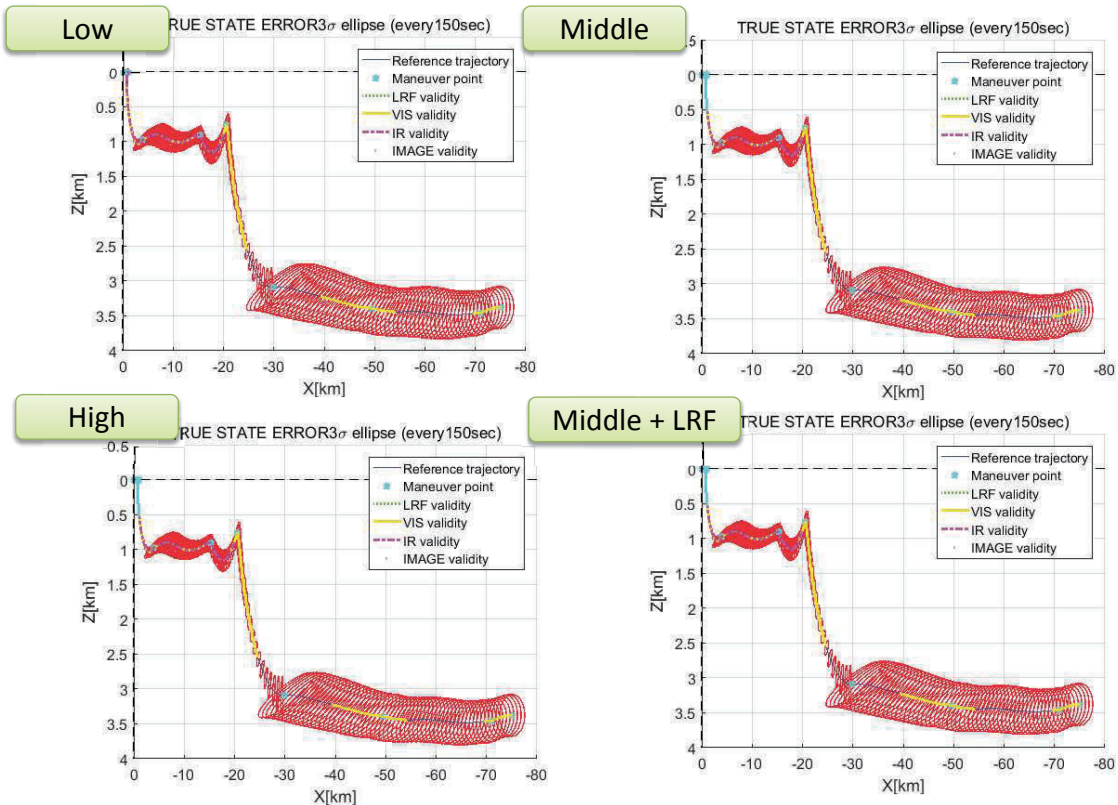 Low
RUE STATE ERROR3σ ellipse (every150sec)
0
0.5
1
1.5
2
2.5
3
3.5
4
Z[km]
Reference trajectory
Maneuver point
LRF validity
VIS validity
IR validity
IMAGE validity
0 -10 -20 -30 -40 -50 -60 -70 -80
X[km]
Middle
TRUE STATE ERROR3σ ellipse (every150sec)
.5
0
0.5
1
1.5
2
2.5
3
3.5
4
Z[km]
Reference trajectory
Maneuver point
LRF validity
VIS validity
IR validity
IMAGE validity
0 -10 -20 -30 -40 -50 -60 -70 -80
X[km]
High
TRUE STATE ERROR3σ ellipse (every150sec)
0.5
0
0.5
1
1.5
2
2.5
3
3.5
4
Z[km]
Reference trajectory
Maneuver point
LRF validity
VIS validity
IR validity
IMAGE validity
0 -10 -20 -30 -40 -50 -60 -70 -80
X[km]
Middle + LRF
TRUE STATE ERROR3σ ellipse (every150sec)
0
0.5
1
1.5
2
2.5
3
3.5
4
Z[km]
Reference trajectory
Maneuver point
LRF validity
VIS validity
IR validity
IMAGE validity
0 -10 -20 -30 -40 -50 -60 -70 -80
X[km]